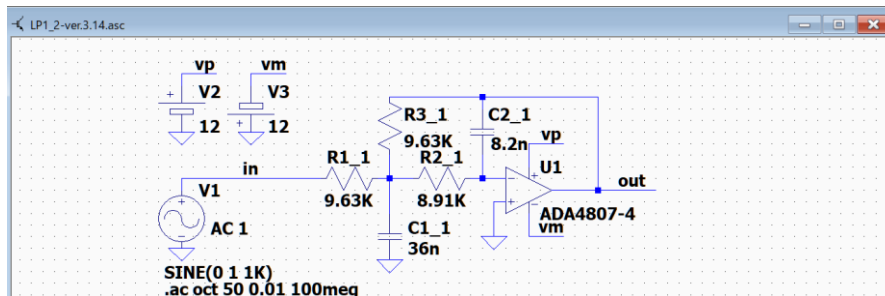 LP1_2-ver.3.14.asc
vp
vm
V2
V3
12
12
in
V1
AC 1
SINE(0 1 1K)
.ac oct 50 0.01 100meg
R1_1
9.63K
R3_1
9.63K
R2_1
8.91K
C1_1
36n
C2_1
8.2n
vp
U1
ADA4807-4
vm
out